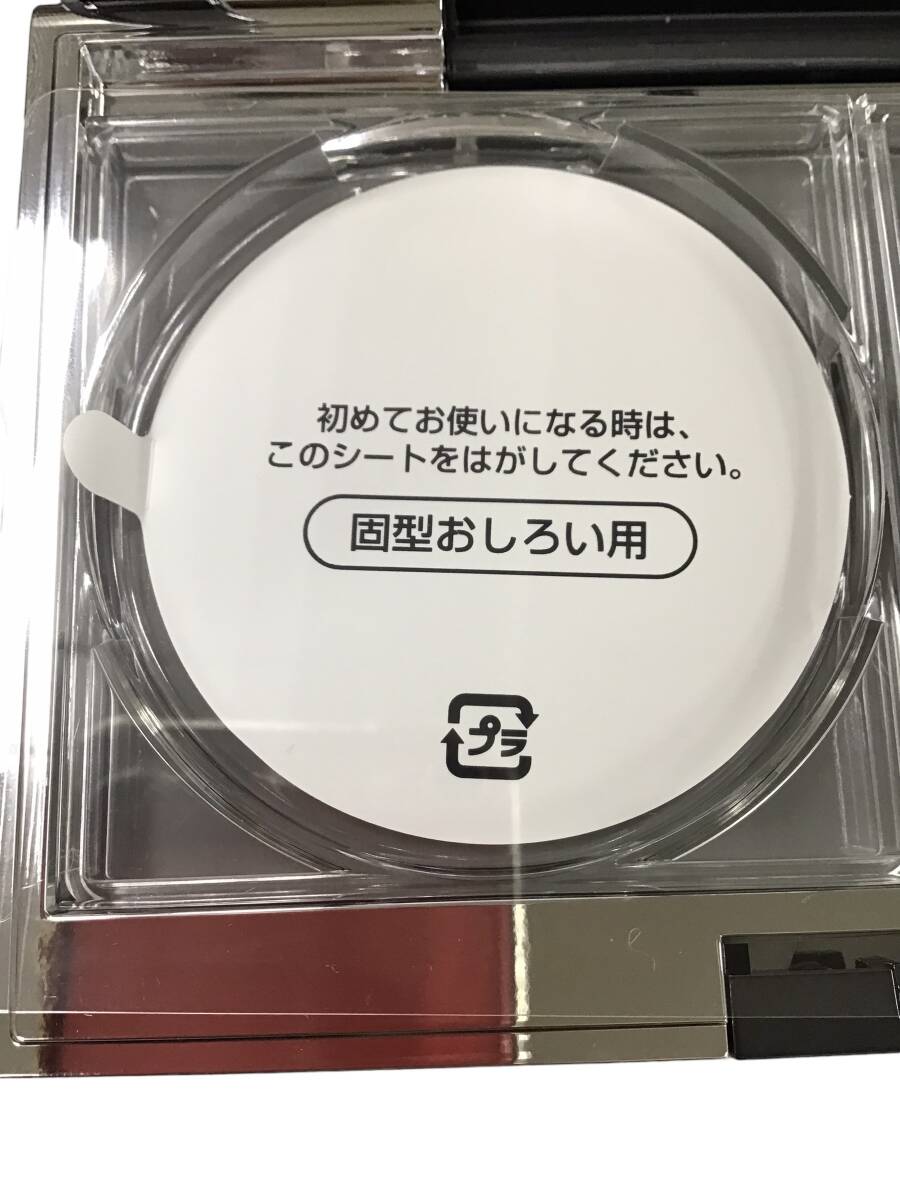 初めてお使いになる時は、
このシートをはがしてください。
固型おしろい用
プラ